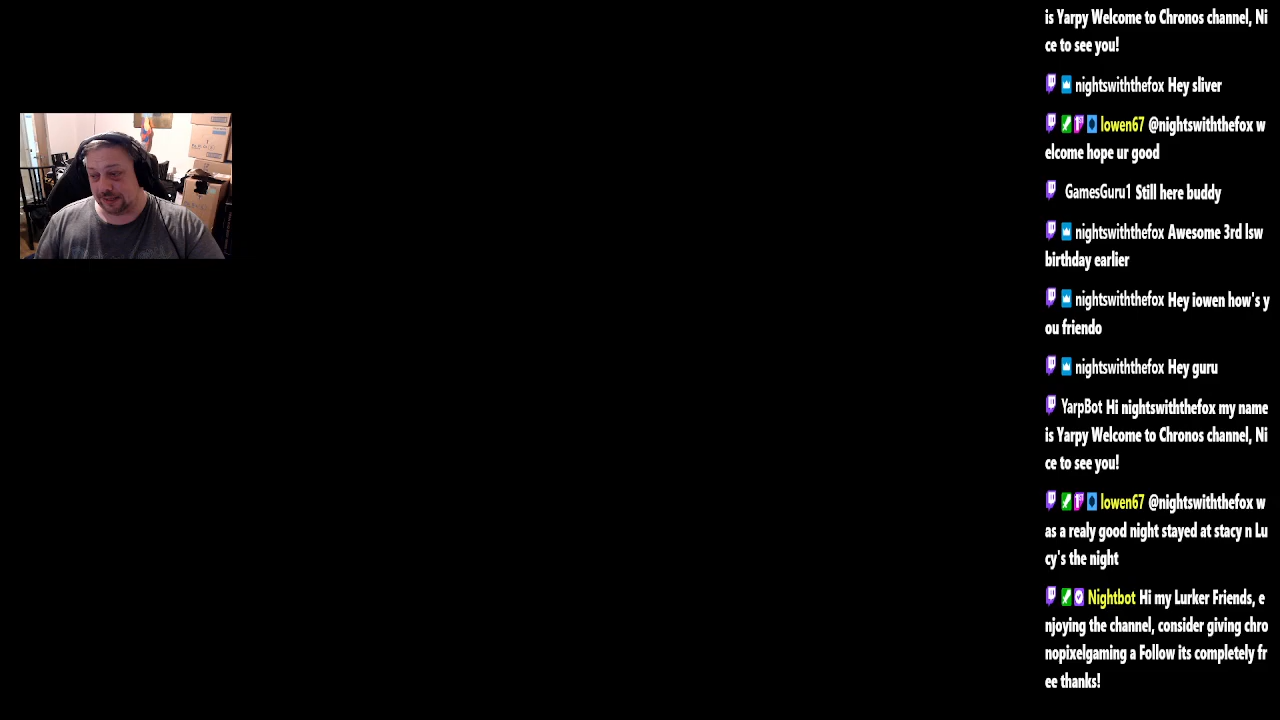 is Yarpy Welcome to Chronos channel, Ni
ce to see you!
nightswiththefox Hey sliver
lowen67 @nightswiththefox w
elcome hope ur good
GamesGuru1 Still here buddy
nightswiththefox Awesome 3rd lsw
birthday earlier
nightswiththefox Hey iowen how's y
ou friendo
nightswiththefox Hey guru
YarpBot Hi nightswiththefox my name
is Yarpy Welcome to Chronos channel, Ni
ce to see you!
lowen67 @nightswiththefox w
as a realy good night stayed at stacy n Lu
cy's the night
Nightbot Hi my Lurker Friends, e
njoying the channel, consider giving chro
nopixelgaming a Follow its completely fr
ee thanks!